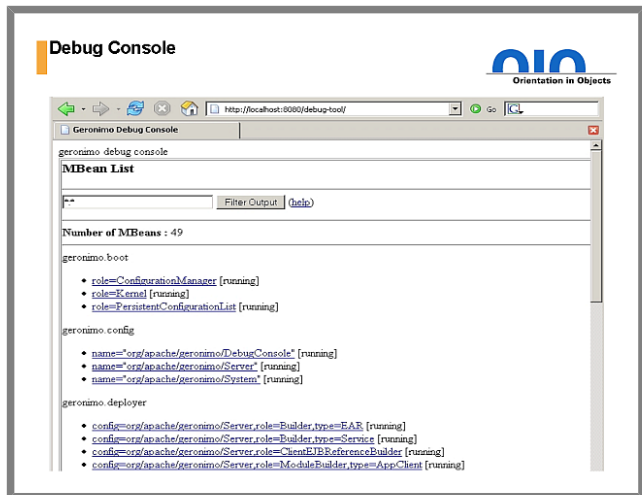 Debug Console
OIO
Orientation in Objects
http://localhost:8080/debug-tool/
Go
G
Geronimo Debug Console
geronimo debug console
MBean List
*:*
Filter Output (help)
Number of MBeans : 49
geronimo.boot
role=ConfigurationManager [running]
role=Kernel [running]
role=PersistentConfigurationList [running]
geronimo.config
name="org/apache/geronimo/DebugConsole" [running]
name="org/apache/geronimo/Server" [running]
name="org/apache/geronimo/System" [running]
geronimo.deployer
config=org/apache/geronimo/Server,role=Builder,type=EAR [running]
config=org/apache/geronimo/Server,role=Builder,type=Service [running]
config=org/apache/geronimo/Server,role=ClientEJBReferenceBuilder [running]
config=org/apache/geronimo/Server,role=ModuleBuilder,type=AppClient [running]